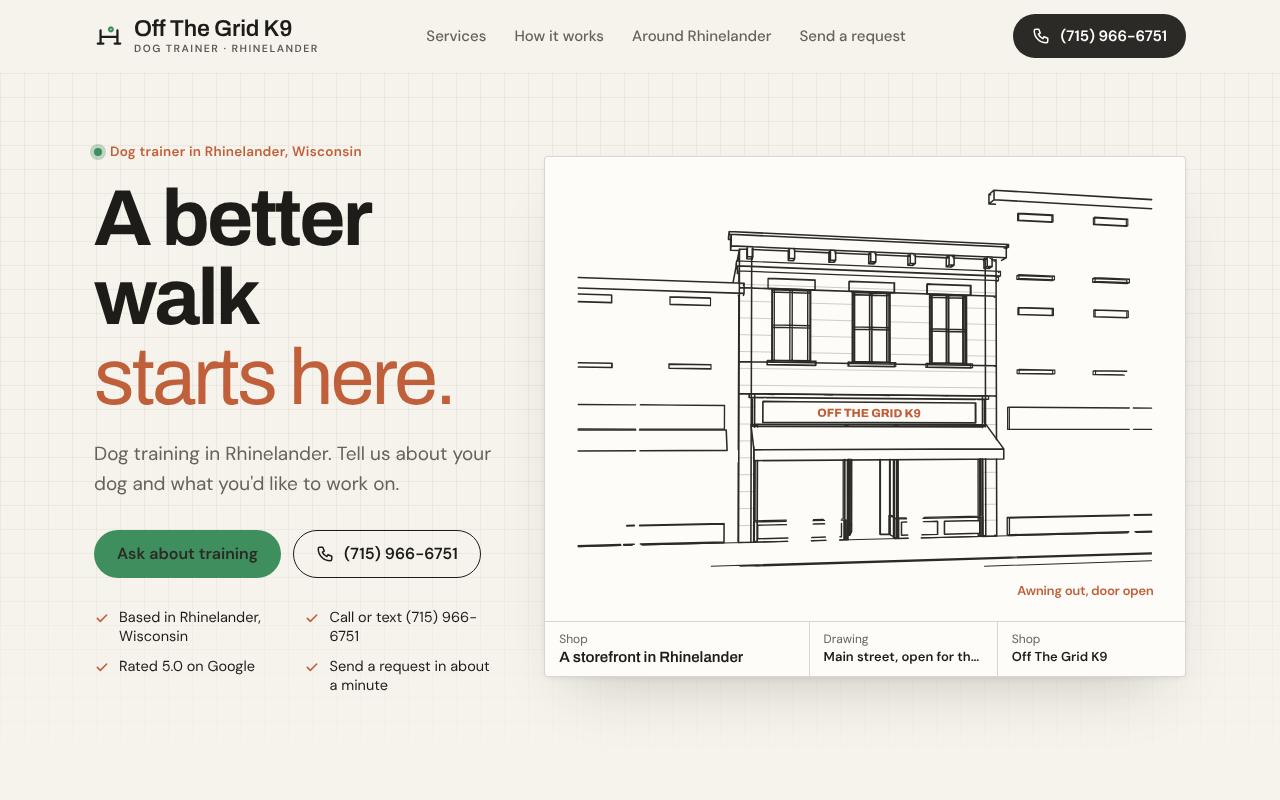 Off The Grid K9
DOG TRAINER · RHINELANDER
Services
How it works
Around Rhinelander
Send a request
(715) 966-6751
Dog trainer in Rhinelander, Wisconsin
A better
walk
starts here.
Dog training in Rhinelander. Tell us about your
dog and what you'd like to work on.
Ask about training
(715) 966-6751
Based in Rhinelander,
Wisconsin
Call or text (715) 966-
6751
Rated 5.0 on Google
Send a request in about
a minute
OFF THE GRID K9
Awning out, door open
Shop
A storefront in Rhinelander
Drawing
Main street, open for th…
Shop
Off The Grid K9